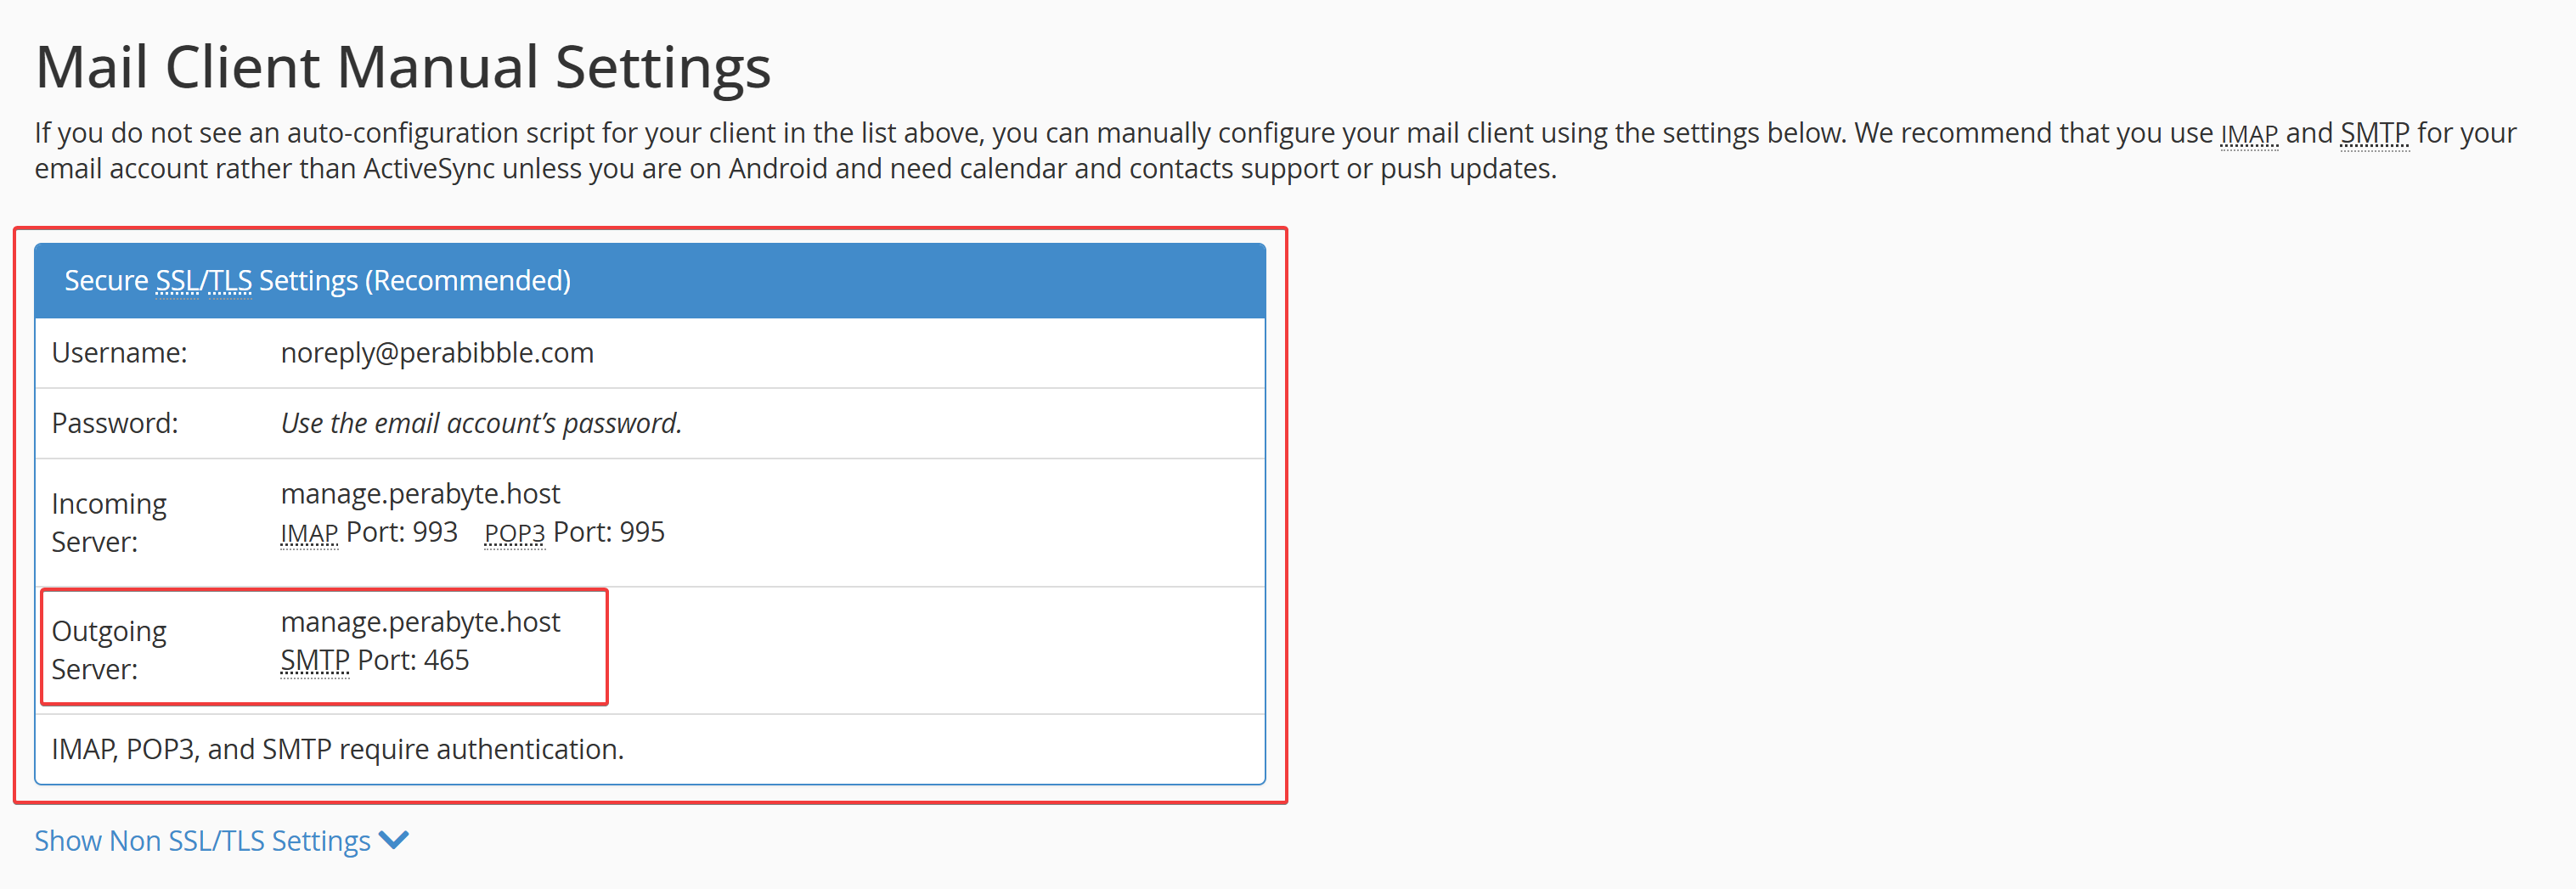 Mail Client Manual Settings
If you do not see an auto-configuration script for your client in the list above, you can manually configure your mail client using the settings below. We recommend that you use IMAP and SMTP for your
email account rather than ActiveSync unless you are on Android and need calendar and contacts support or push updates.
Secure SSL/TLS Settings (Recommended)
Username: noreply@perabibble.com
Password: Use the email account’s password.
Incoming Server: manage.perabyte.host
IMAP Port: 993 POP3 Port: 995
Outgoing Server: manage.perabyte.host
SMTP Port: 465
IMAP, POP3, and SMTP require authentication.
Show Non SSL/TLS Settings